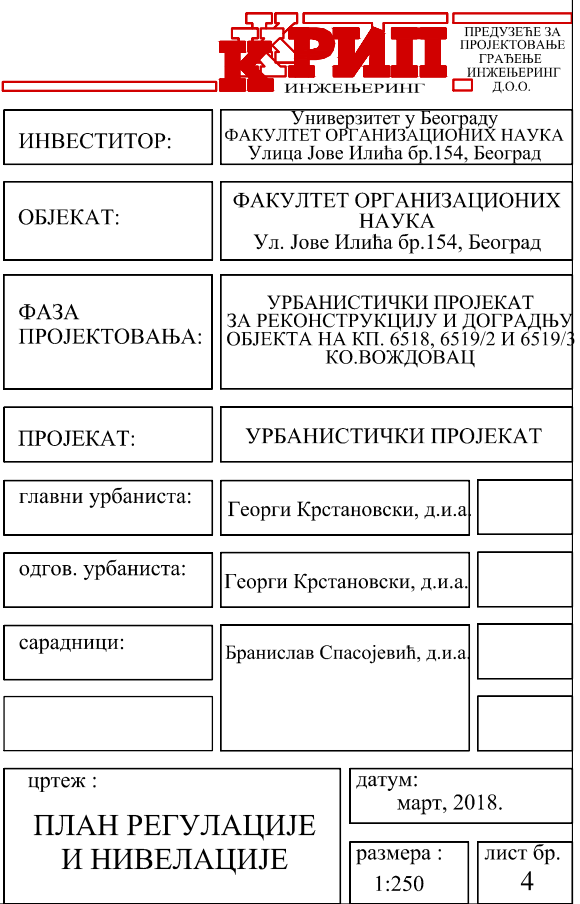 КРИП
ИНЖЕЊЕРИНГ
ПРЕДУЗЕЋЕ ЗА
ПРОЈЕКТОВАЊЕ
ГРАЂЕЊЕ
ИНЖЕЊЕРИНГ
Д.О.О.
ИНВЕСТИТОР:
Универзитет у Београду
ФАКУЛТЕТ ОРГАНИЗАЦИОНИХ НАУКА
Улица Јове Илића бр.154, Београд
ОБЈЕКАТ:
ФАКУЛТЕТ ОРГАНИЗАЦИОНИХ
НАУКА
Ул. Јове Илића бр.154, Београд
ФАЗА
ПРОЈЕКТОВАЊА:
УРБАНИСТИЧКИ ПРОЈЕКАТ
ЗА РЕКОНСТРУКЦИЈУ И ДОГРАДЊУ
ОБЈЕКТА НА КП. 6518, 6519/2 И 6519/3
КО.ВОЖДОВАЦ
ПРОЈЕКАТ:
УРБАНИСТИЧКИ ПРОЈЕКАТ
главни урбаниста:
Георги Крстановски, д.и.а.
одгов. урбаниста:
Георги Крстановски, д.и.а.
сарадници:
Бранислав Спасојевић, д.и.а.
цртеж :
ПЛАН РЕГУЛАЦИЈЕ
И НИВЕЛАЦИЈЕ
датум:
март, 2018.
размера :
1:250
лист бр.
4